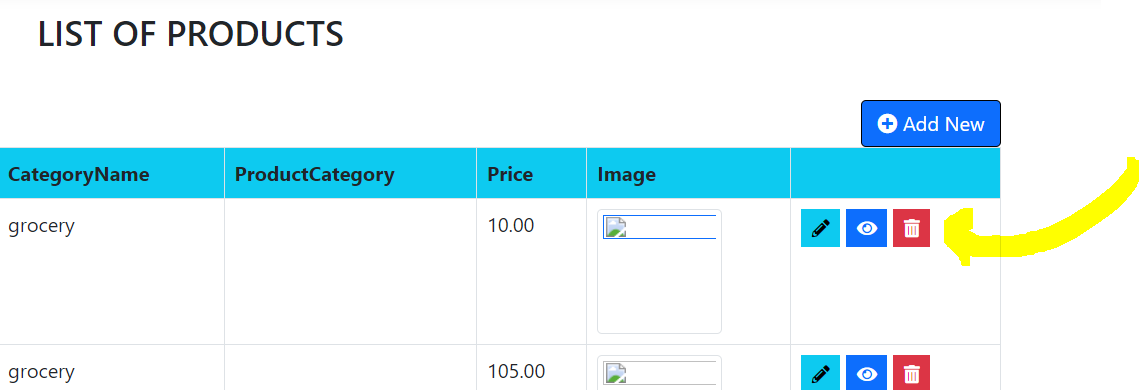 LIST OF PRODUCTS
Add New
CategoryName ProductCategory Price Image
grocery 10.00
grocery 105.00